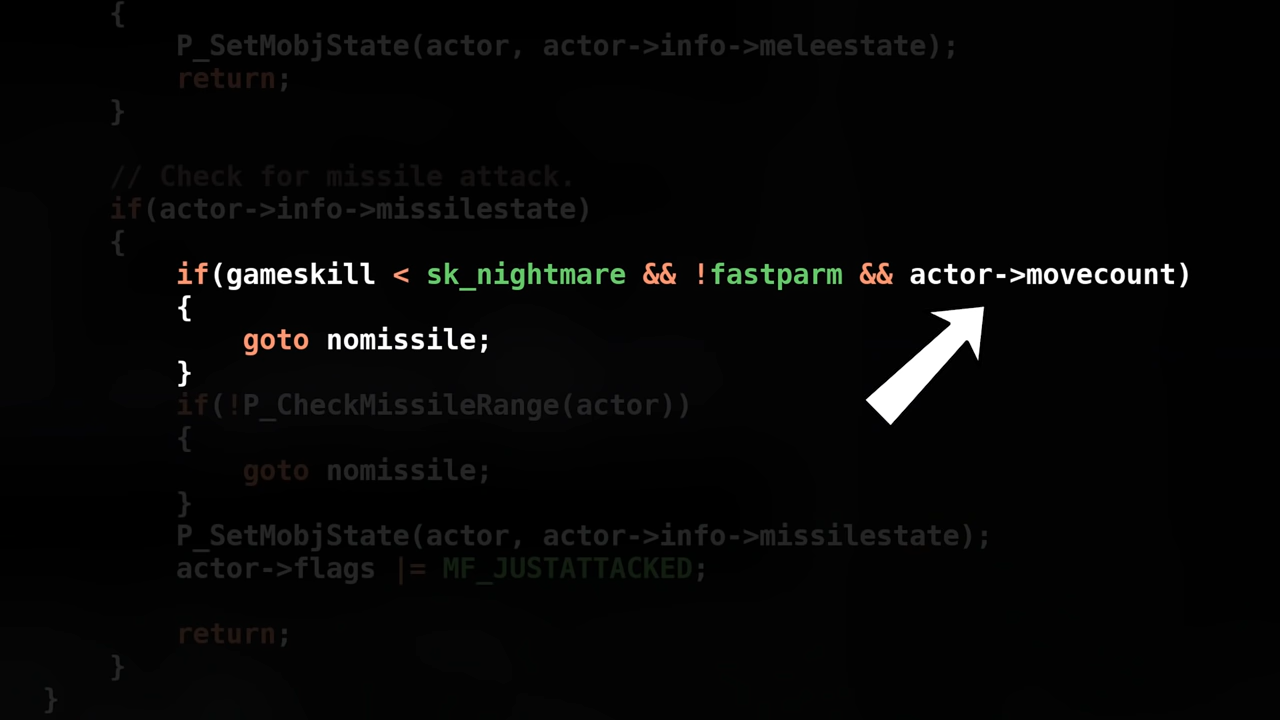 {
P_SetMobjState(actor, actor->info->meleestate);
return;
}
// Check for missile attack.
if(actor->info->missilestate)
{
if(gameskill < sk_nightmare && !fastparm && actor->movecount)
{
goto nomissile;
}
if(!P_CheckMissileRange(actor))
{
goto nomissile;
}
P_SetMobjState(actor, actor->info->missilestate);
actor->flags |= MF_JUSTATTACKED;
return;
}
}